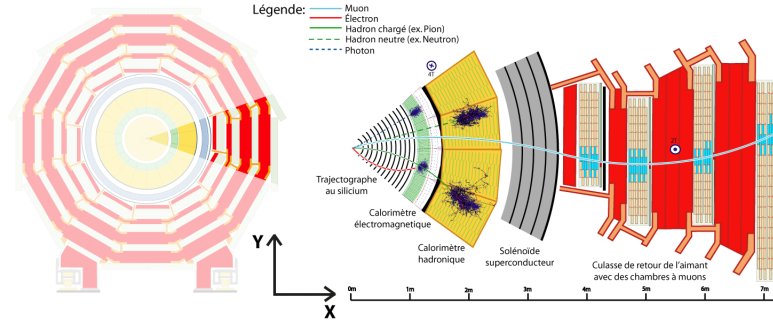 Légende:
Muon
Électron
Hadron chargé (ex. Pion)
Hadron neutre (ex. Neutron)
Photon
4T
2T
Trajectographe
au silicium
Calorimètre
électromagnetique
Calorimètre
hadronique
Solénoïde
superconducteur
Culasse de retour de l'aimant
avec des chambres à muons
Y
X
0m 1m 2m 3m 4m 5m 6m 7m